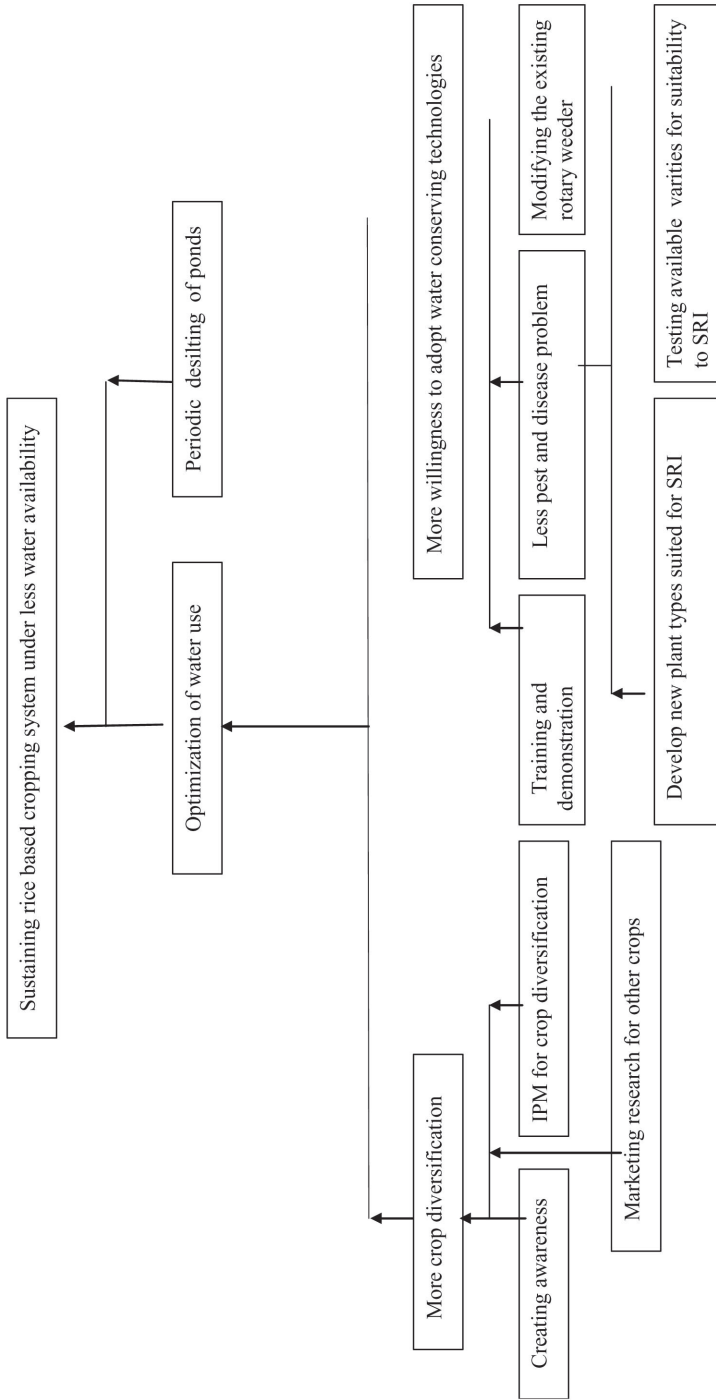 Sustaining rice based cropping system under less water availability
Optimization of water use
Periodic desilting of ponds
More crop diversification
More willingness to adopt water conserving technologies
Creating awareness
IPM for crop diversification
Training and
demonstration
Less pest and disease problem
Modifying the existing
rotary weeder
Marketing research for other crops
Develop new plant types suited for SRI
Testing available varities for suitability
to SRI